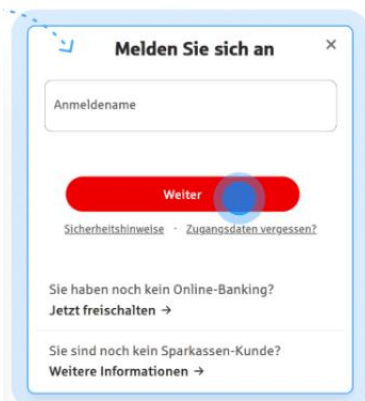 Melden Sie sich an ×
Anmeldename
Weiter
Sicherheitshinweise · Zugangsdaten vergessen?
Sie haben noch kein Online-Banking?
Jetzt freischalten →
Sie sind noch kein Sparkassen-Kunde?
Weitere Informationen →